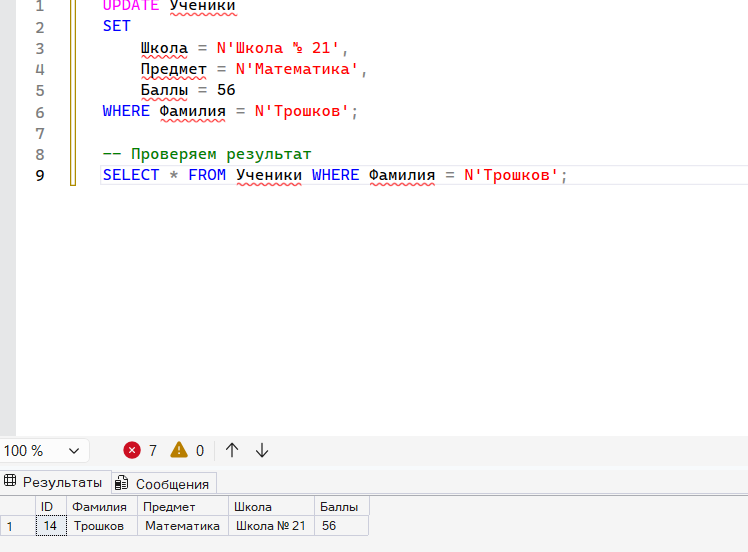 1 UPDATE Ученики
2 SET
3 Школа = N'Школа № 21',
4 Предмет = N'Математика',
5 Баллы = 56
6 WHERE Фамилия = N'Трошков';
7
8 -- Проверяем результат
9 SELECT * FROM Ученики WHERE Фамилия = N'Трошков';
100 % 7 0
Результаты Сообщения
ID Фамилия Предмет Школа Баллы
1 14 Трошков Математика Школа № 21 56